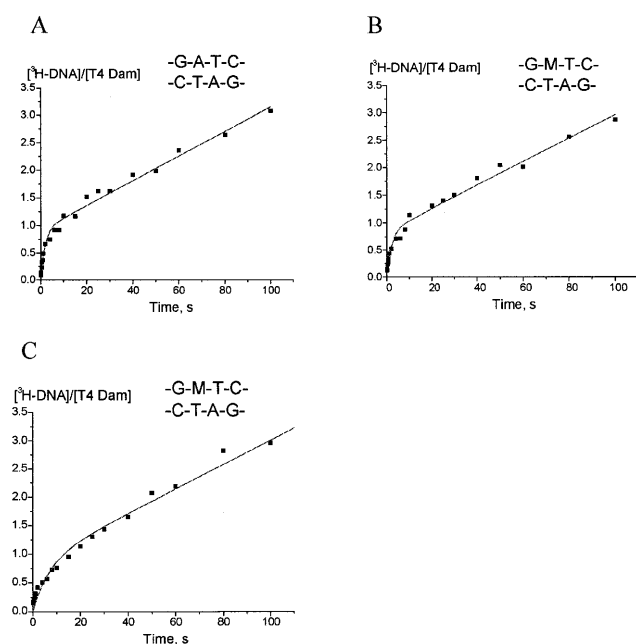 A
[³H-DNA]/[T4 Dam]
-G-A-T-C-
-C-T-A-G-
3.5
3.0
2.5
2.0
1.5
1.0
0.5
0.0
0 20 40 60 80 100
Time, s
B
[³H-DNA]/[T4 Dam]
-G-M-T-C-
-C-T-A-G-
3.5
3.0
2.5
2.0
1.5
1.0
0.5
0.0
0 20 40 60 80 100
Time, s
C
[³H-DNA]/[T4 Dam]
-G-M-T-C-
-C-T-A-G-
3.5
3.0
2.5
2.0
1.5
1.0
0.5
0.0
0 20 40 60 80 100
Time, s